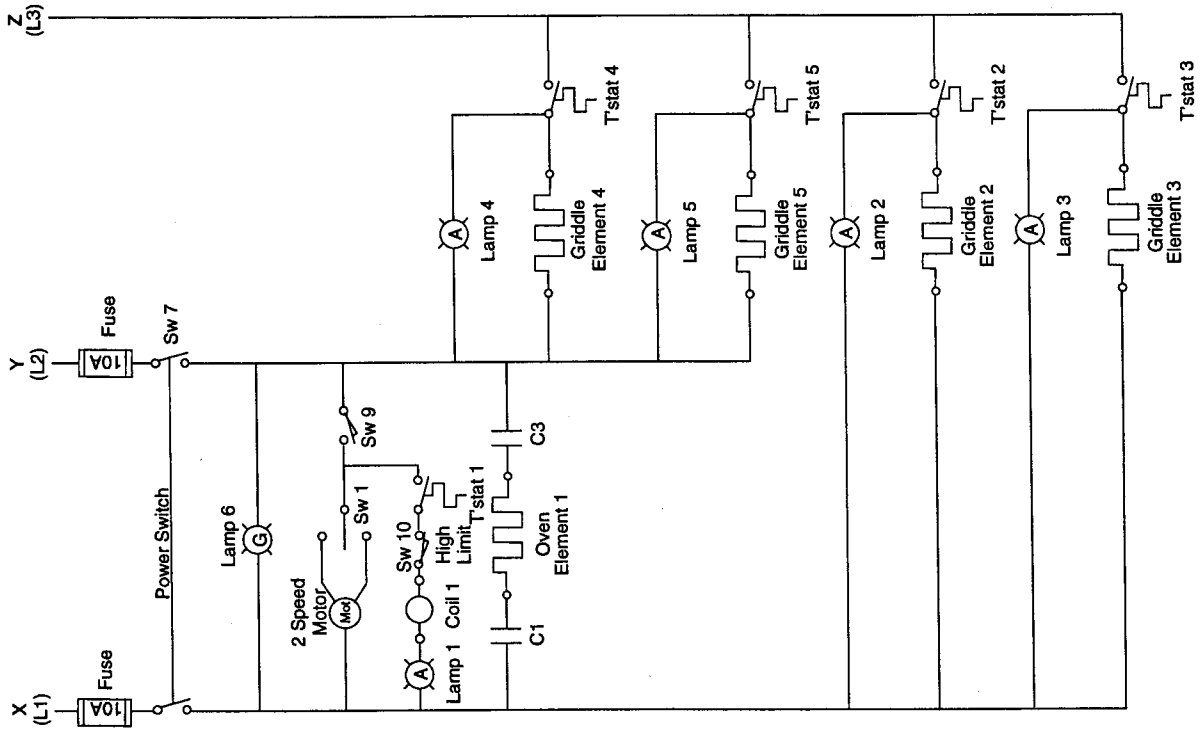 X
(L1)
Y
(L2)
Z
(L3)
10A
Fuse
10A
Fuse
Power Switch
Sw 7
Lamp 6
G
2 Speed
Motor
Mot
Sw 1
Sw 9
A
Lamp 1
Coil 1
Sw 10
High
Limit
T'stat 1
C1
Oven
Element 1
C3
A
Lamp 4
Griddle
Element 4
T'stat 4
A
Lamp 5
Griddle
Element 5
T'stat 5
A
Lamp 2
Griddle
Element 2
T'stat 2
A
Lamp 3
Griddle
Element 3
T'stat 3